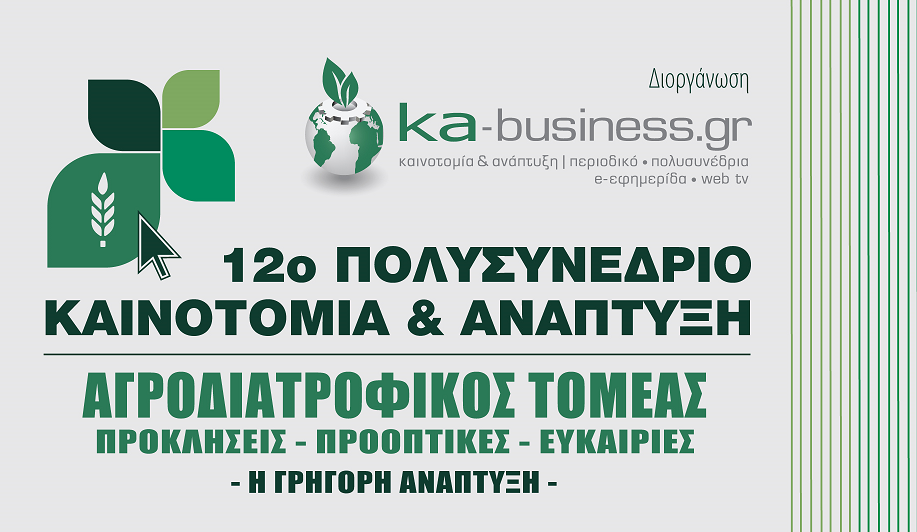 Διοργάνωση
ka-business.gr
καινοτομία & ανάπτυξη | περιοδικό • πολυσυνέδρια
e-εφημερίδα • web tv
12ο ΠΟΛΥΣΥΝΕΔΡΙΟ
ΚΑΙΝΟΤΟΜΙΑ & ΑΝΑΠΤΥΞΗ
ΑΓΡΟΔΙΑΤΡΟΦΙΚΟΣ ΤΟΜΕΑΣ
ΠΡΟΚΛΗΣΕΙΣ - ΠΡΟΟΠΤΙΚΕΣ - ΕΥΚΑΙΡΙΕΣ
- Η ΓΡΗΓΟΡΗ ΑΝΑΠΤΥΞΗ -